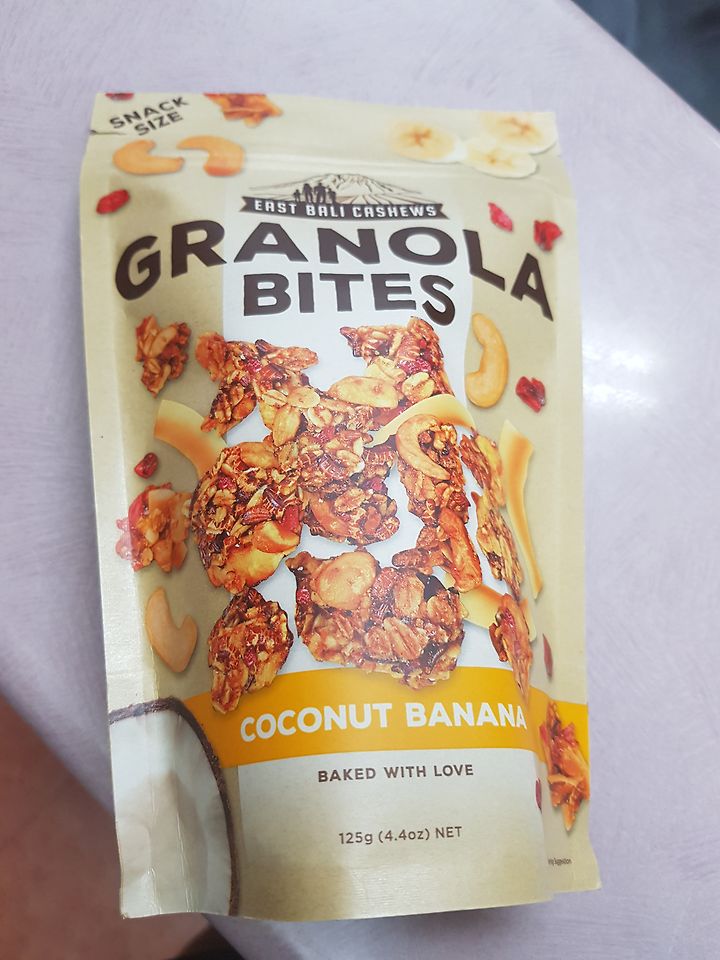 SNACK
SIZE
EAST BALI CASHEWS
GRANOLA
BITES
COCONUT BANANA
BAKED WITH LOVE
125g (4.4oz) NET